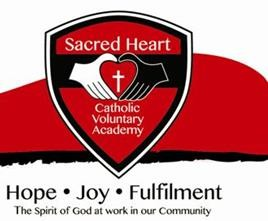 Sacred Heart
Catholic
Voluntary
Academy
Hope • Joy • Fulfilment
The Spirit of God at work in our Community